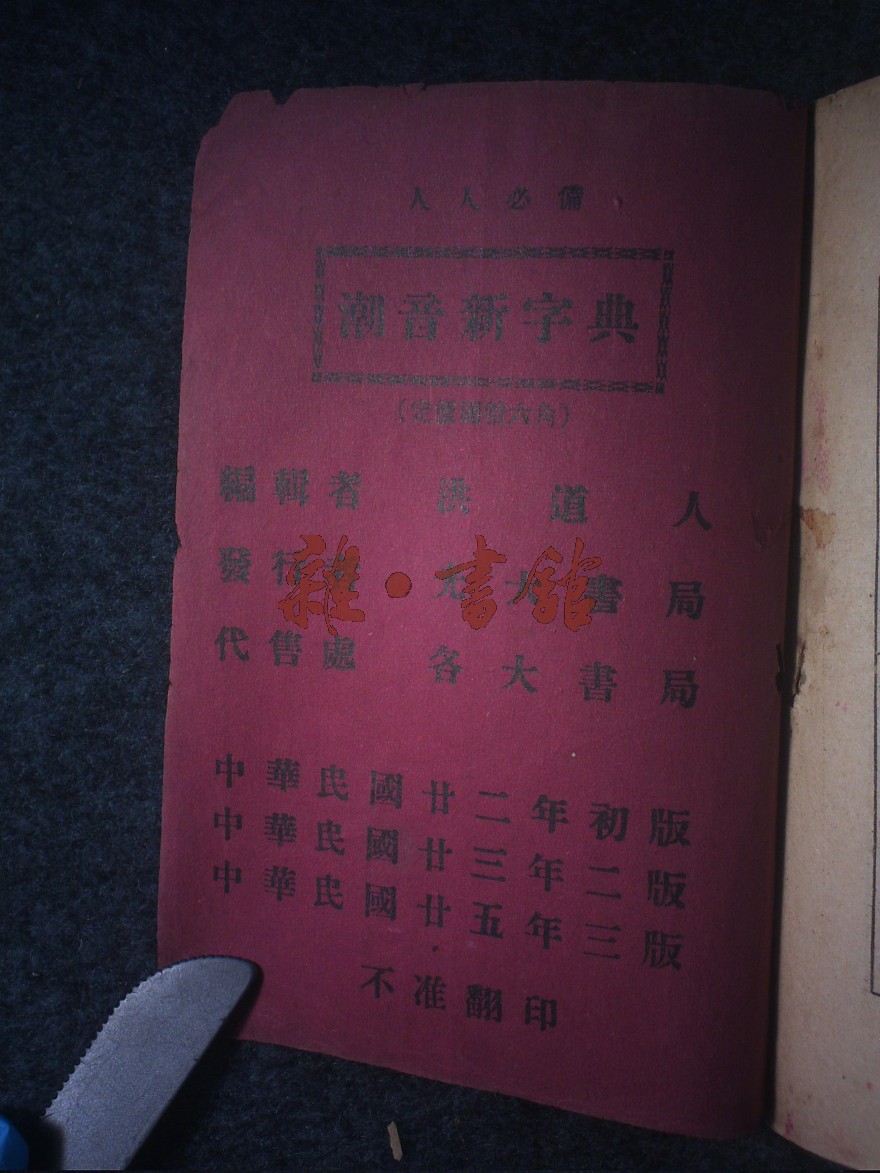 人人必備
潮音新字典
編輯者 洪道人
發行 大書局
代售處 各大書局
中華民國廿二年初版
中華民國廿三年二版
中華民國廿五年三版
不准翻印
雜·書館